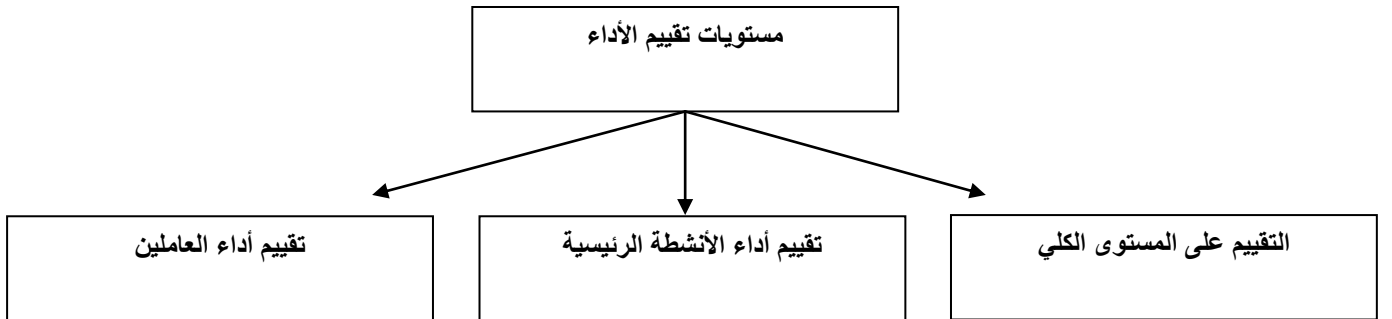 مستويات تقييم الأداء
التقييم على المستوى الكلي
تقييم أداء الأنشطة الرئيسية
تقييم أداء العاملين